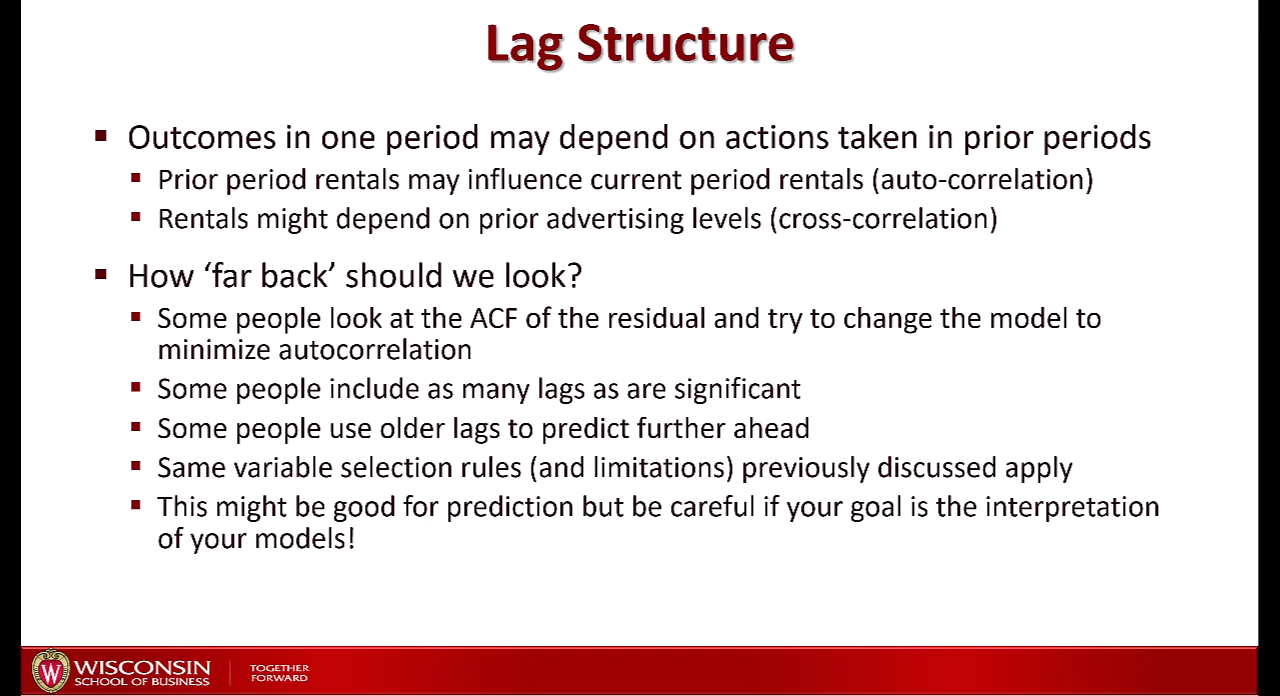 Lag Structure
Outcomes in one period may depend on actions taken in prior periods
Prior period rentals may influence current period rentals (auto-correlation)
Rentals might depend on prior advertising levels (cross-correlation)
How ‘far back’ should we look?
Some people look at the ACF of the residual and try to change the model to
minimize autocorrelation
Some people include as many lags as are significant
Some people use older lags to predict further ahead
Same variable selection rules (and limitations) previously discussed apply
This might be good for prediction but be careful if your goal is the interpretation
of your models!
W
WISCONSIN
SCHOOL OF BUSINESS
TOGETHER
FORWARD